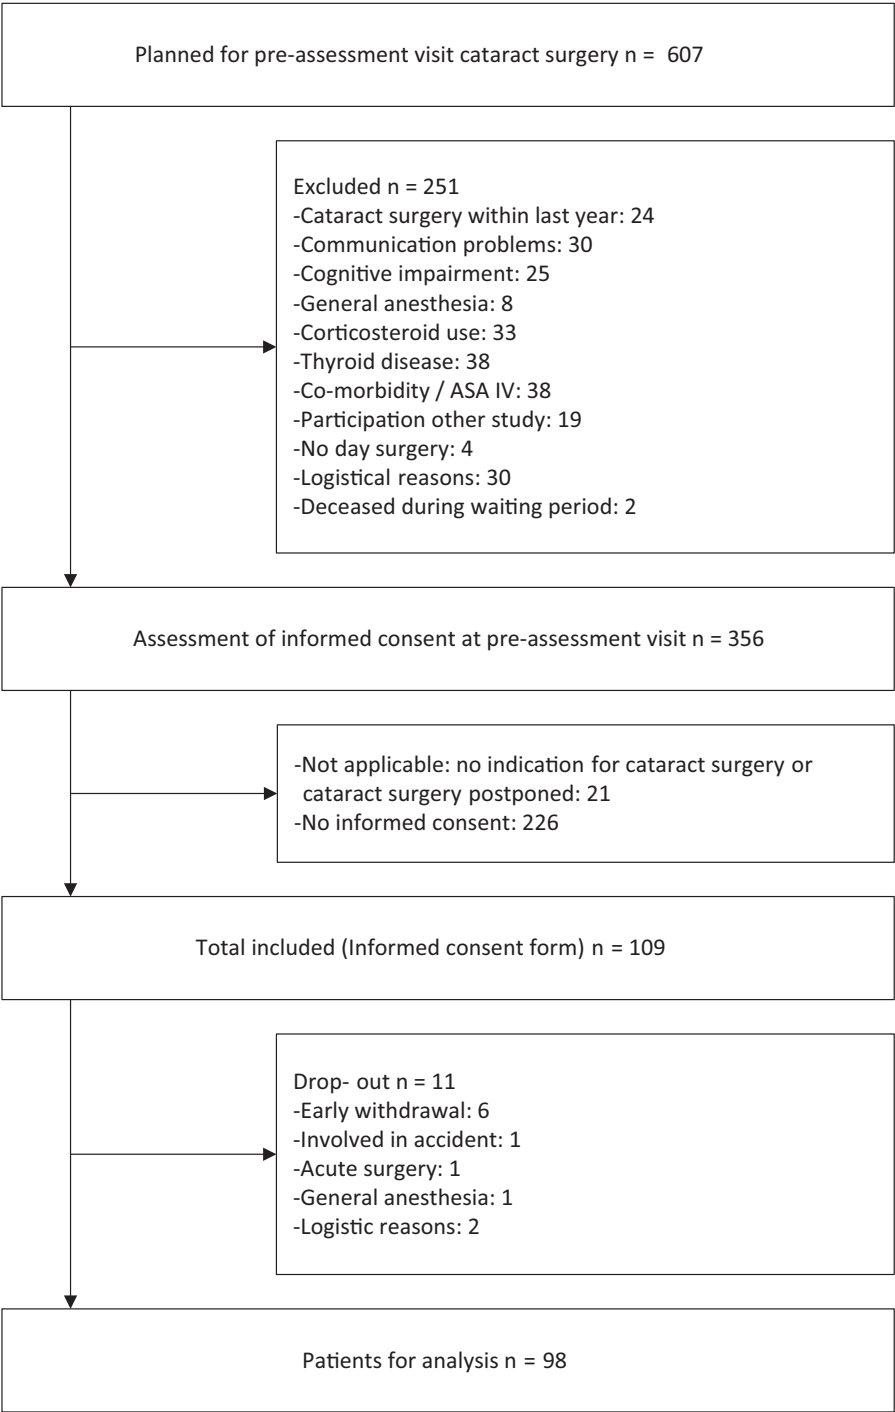 Planned for pre-assessment visit cataract surgery n = 607
Excluded n = 251
-Cataract surgery within last year: 24
-Communication problems: 30
-Cognitive impairment: 25
-General anesthesia: 8
-Corticosteroid use: 33
-Thyroid disease: 38
-Co-morbidity / ASA IV: 38
-Participation other study: 19
-No day surgery: 4
-Logistical reasons: 30
-Deceased during waiting period: 2
Assessment of informed consent at pre-assessment visit n = 356
-Not applicable: no indication for cataract surgery or
cataract surgery postponed: 21
-No informed consent: 226
Total included (Informed consent form) n = 109
Drop- out n = 11
-Early withdrawal: 6
-Involved in accident: 1
-Acute surgery: 1
-General anesthesia: 1
-Logistic reasons: 2
Patients for analysis n = 98